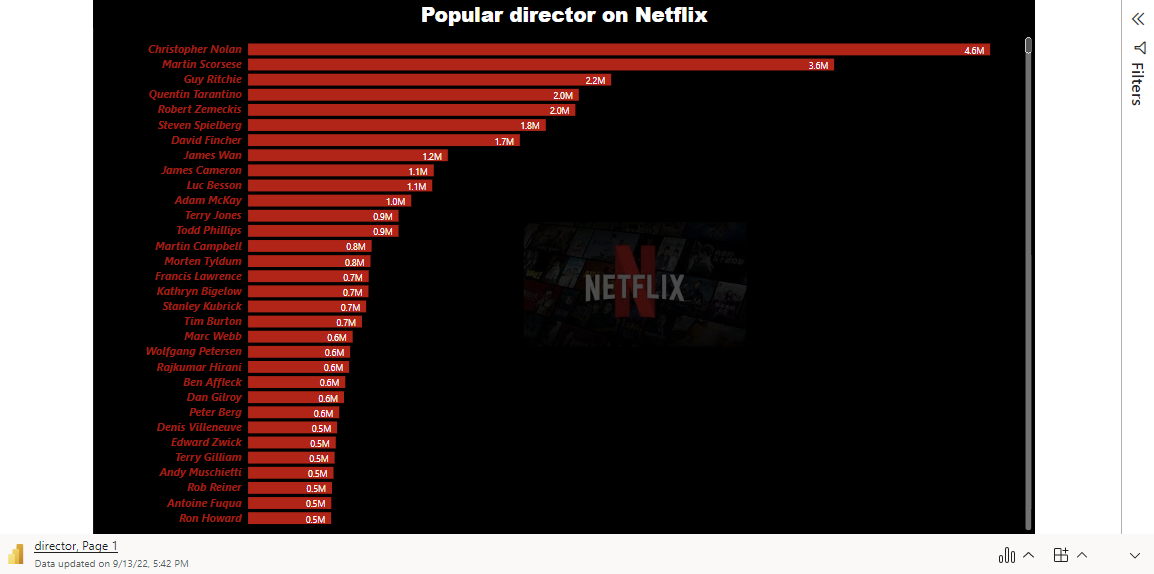 Popular director on Netflix
Christopher Nolan 4.6M
Martin Scorsese 3.6M
Guy Ritchie 2.2M
Quentin Tarantino 2.0M
Robert Zemeckis 2.0M
Steven Spielberg 1.8M
David Fincher 1.7M
James Wan 1.2M
James Cameron 1.1M
Luc Besson 1.1M
Adam McKay 1.0M
Terry Jones 0.9M
Todd Phillips 0.9M
Martin Campbell 0.8M
Morten Tyldum 0.8M
Francis Lawrence 0.7M
Kathryn Bigelow 0.7M
Stanley Kubrick 0.7M
Tim Burton 0.7M
Marc Webb 0.6M
Wolfgang Petersen 0.6M
Rajkumar Hirani 0.6M
Ben Affleck 0.6M
Dan Gilroy 0.6M
Peter Berg 0.6M
Denis Villeneuve 0.5M
Edward Zwick 0.5M
Terry Gilliam 0.5M
Andy Muschietti 0.5M
Rob Reiner 0.5M
Antoine Fuqua 0.5M
Ron Howard 0.5M
NETFLIX
Filters
director, Page 1
Data updated on 9/13/22, 5:42 PM